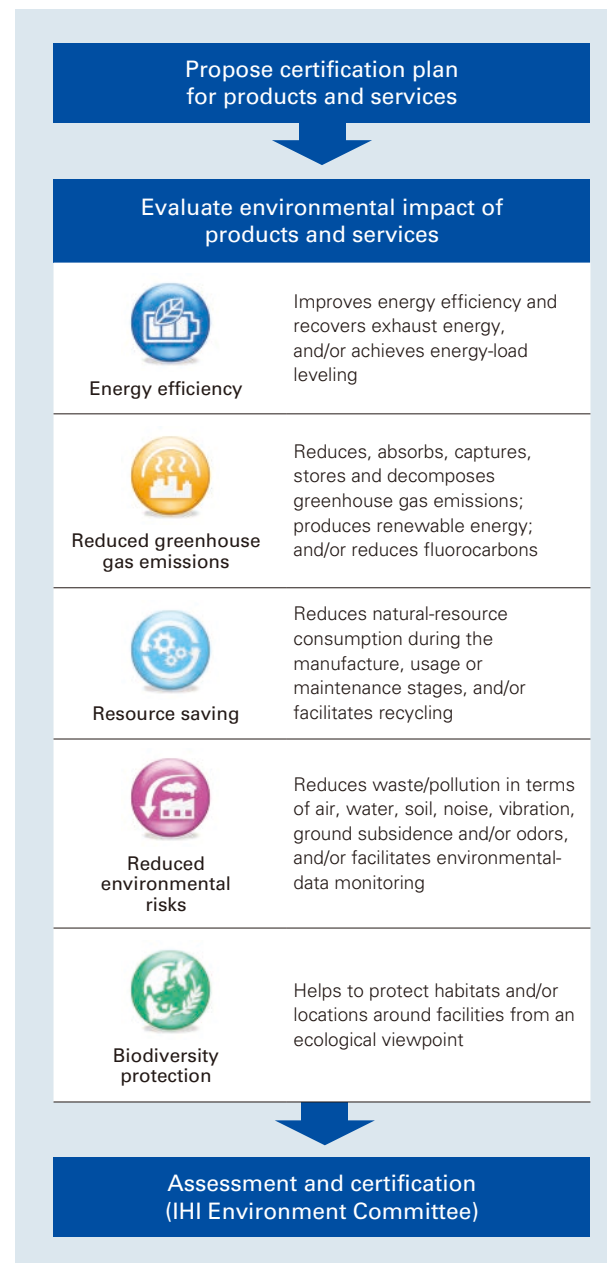 Propose certification plan
for products and services
Evaluate environmental impact of
products and services
Energy efficiency
Improves energy efficiency and
recovers exhaust energy,
and/or achieves energy-load
leveling
Reduced greenhouse
gas emissions
Reduces, absorbs, captures,
stores and decomposes
greenhouse gas emissions;
produces renewable energy;
and/or reduces fluorocarbons
Resource saving
Reduces natural-resource
consumption during the
manufacture, usage or
maintenance stages, and/or
facilitates recycling
Reduced
environmental
risks
Reduces waste/pollution in terms
of air, water, soil, noise, vibration,
ground subsidence and/or odors,
and/or facilitates environmental-
data monitoring
Biodiversity
protection
Helps to protect habitats and/or
locations around facilities from an
ecological viewpoint
Assessment and certification
(IHI Environment Committee)